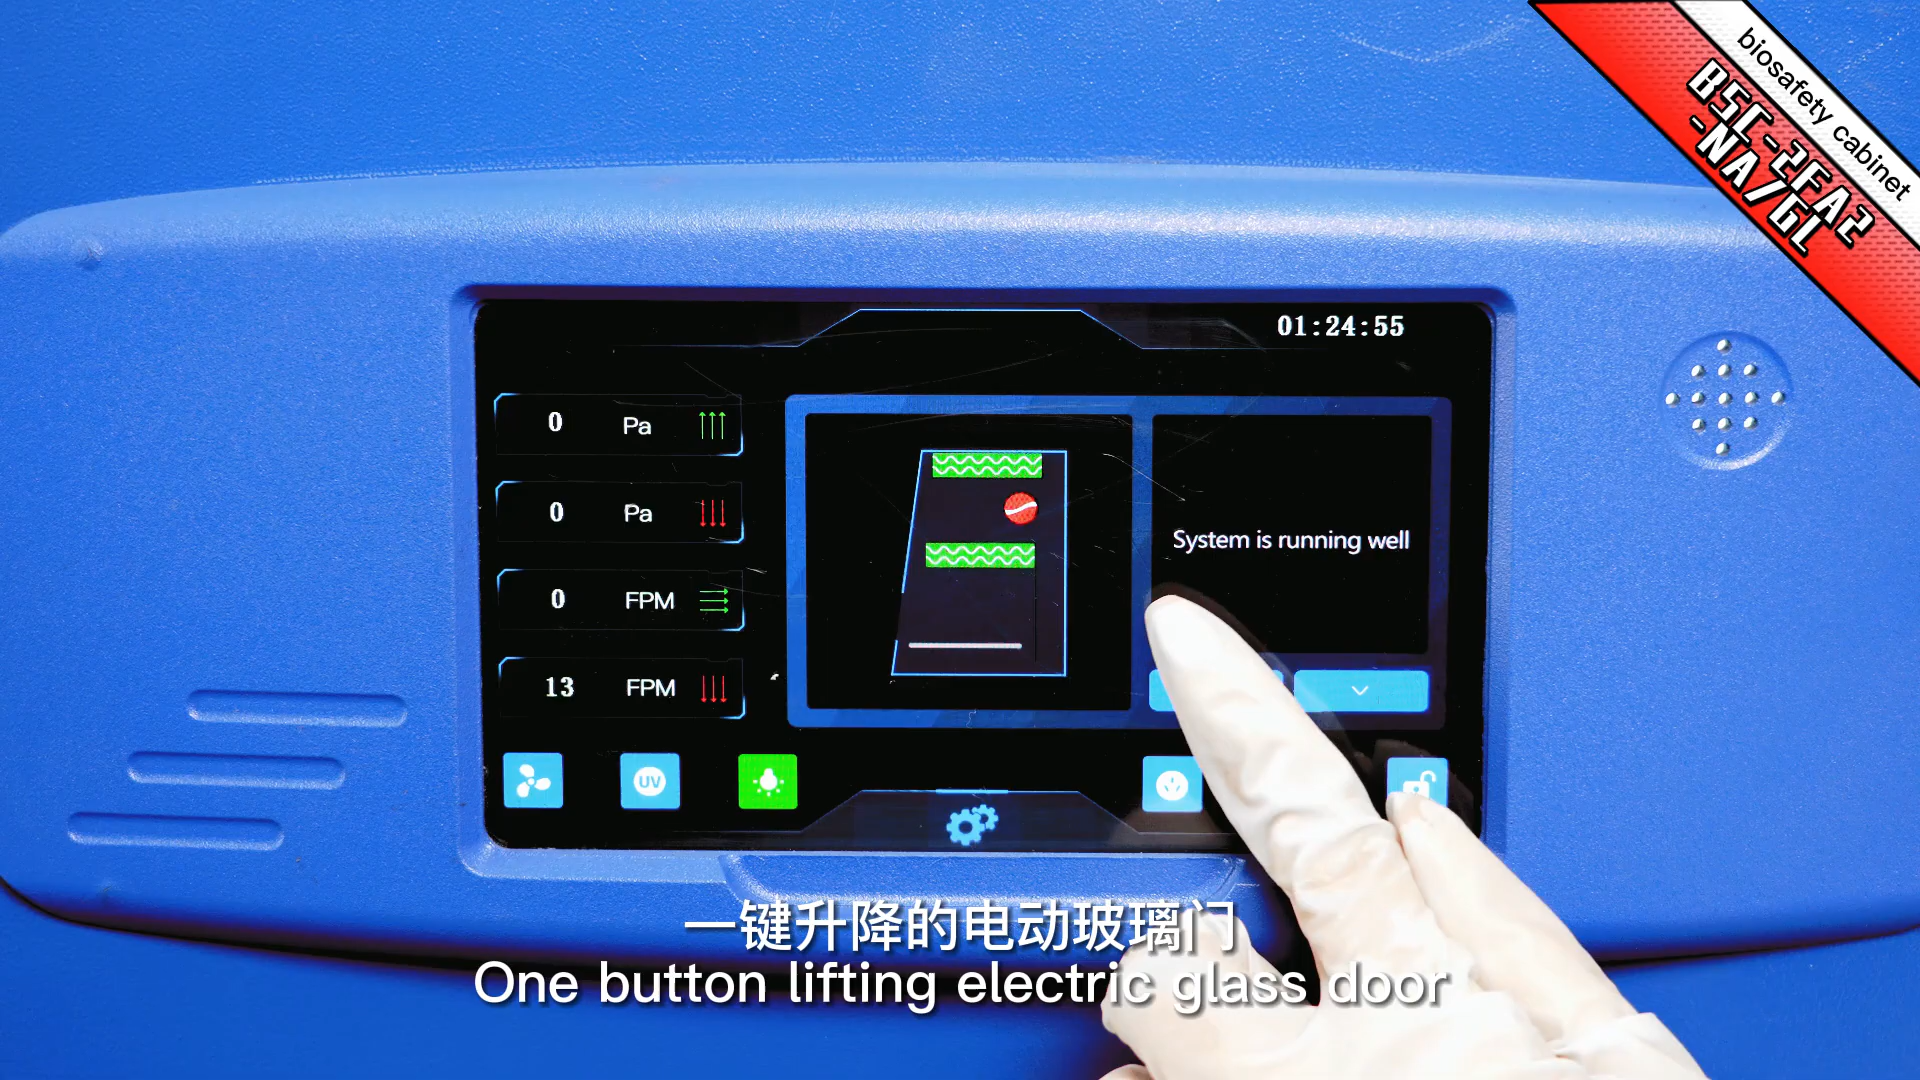 biosafety cabinet
BSC-2FA2
-NA/GL
01:24:55
0 Pa
0 Pa
0 FPM
13 FPM
System is running well
UV
一键升降的电动玻璃门
One button lifting electric glass door